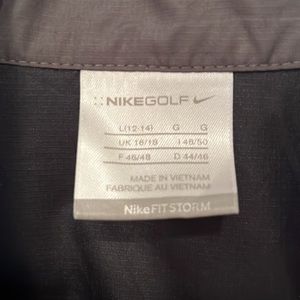 NIKEGOLF
L(12-14) G G
UK 16/18 I 48/50
F 46/48 D 44/46
MADE IN VIETNAM
FABRIQUE AU VIETNAM
NikeFITSTORM